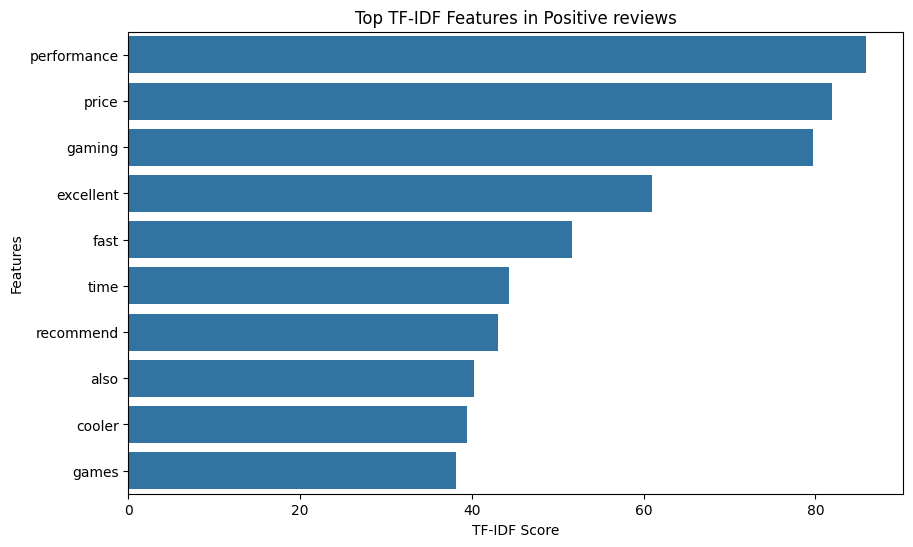 Top TF-IDF Features in Positive reviews
Features
performance
price
gaming
excellent
fast
time
recommend
also
cooler
games
0 20 40 60 80
TF-IDF Score